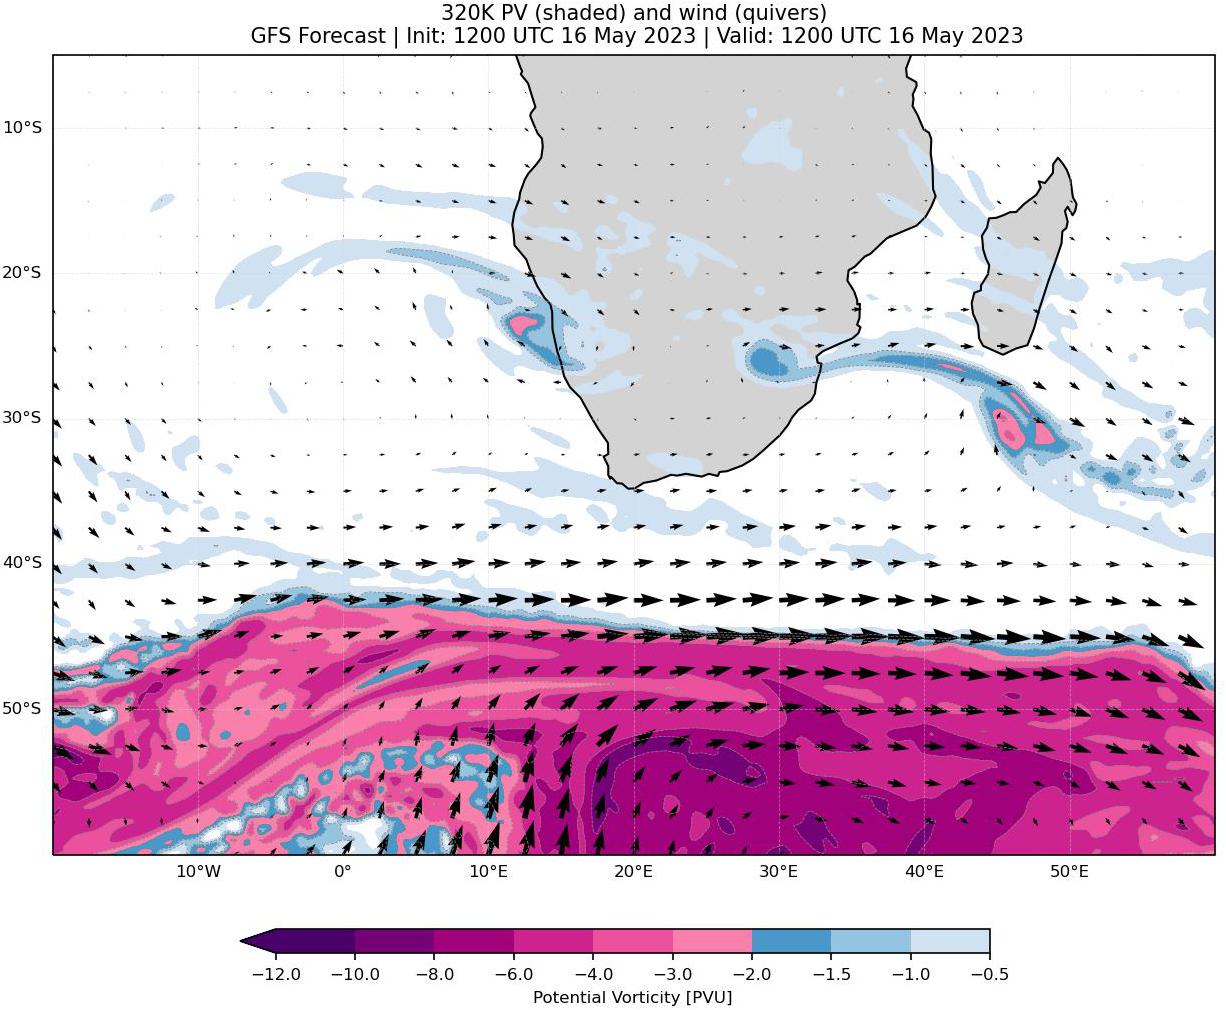 320K PV (shaded) and wind (quivers)
GFS Forecast | Init: 1200 UTC 16 May 2023 | Valid: 1200 UTC 16 May 2023
10°S
20°S
30°S
40°S
50°S
10°W 0° 10°E 20°E 30°E 40°E 50°E
−12.0 −10.0 −8.0 −6.0 −4.0 −3.0 −2.0 −1.5 −1.0 −0.5
Potential Vorticity [PVU]